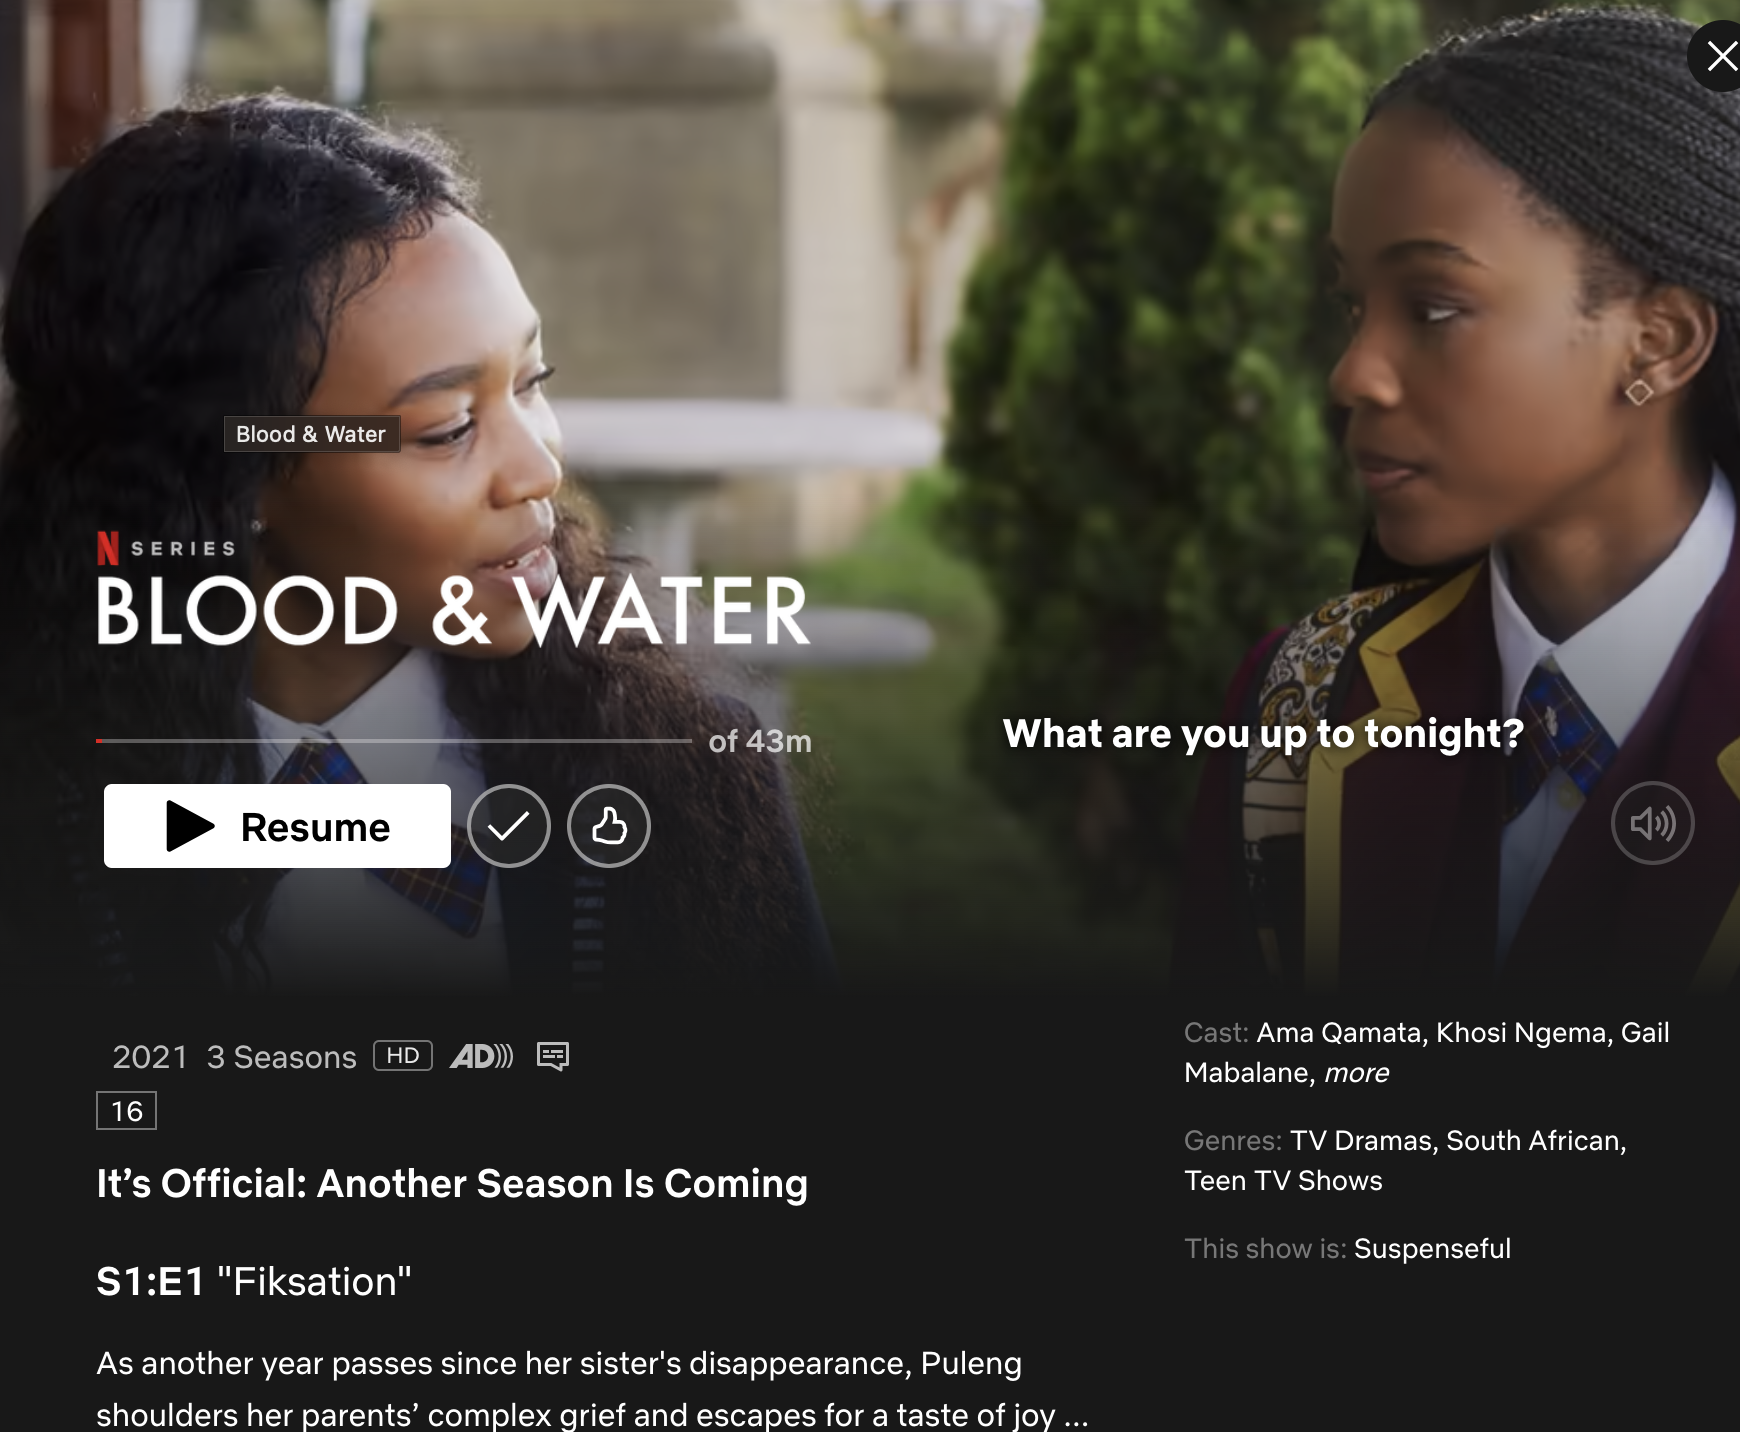 Blood & Water
N SERIES
BLOOD & WATER
of 43m
What are you up to tonight?
Resume
2021 3 Seasons HD AD
16
It’s Official: Another Season Is Coming
S1:E1 "Fiksation"
As another year passes since her sister's disappearance, Puleng
shoulders her parents’ complex grief and escapes for a taste of joy ...
Cast: Ama Qamata, Khosi Ngema, Gail
Mabalane, more
Genres: TV Dramas, South African,
Teen TV Shows
This show is: Suspenseful